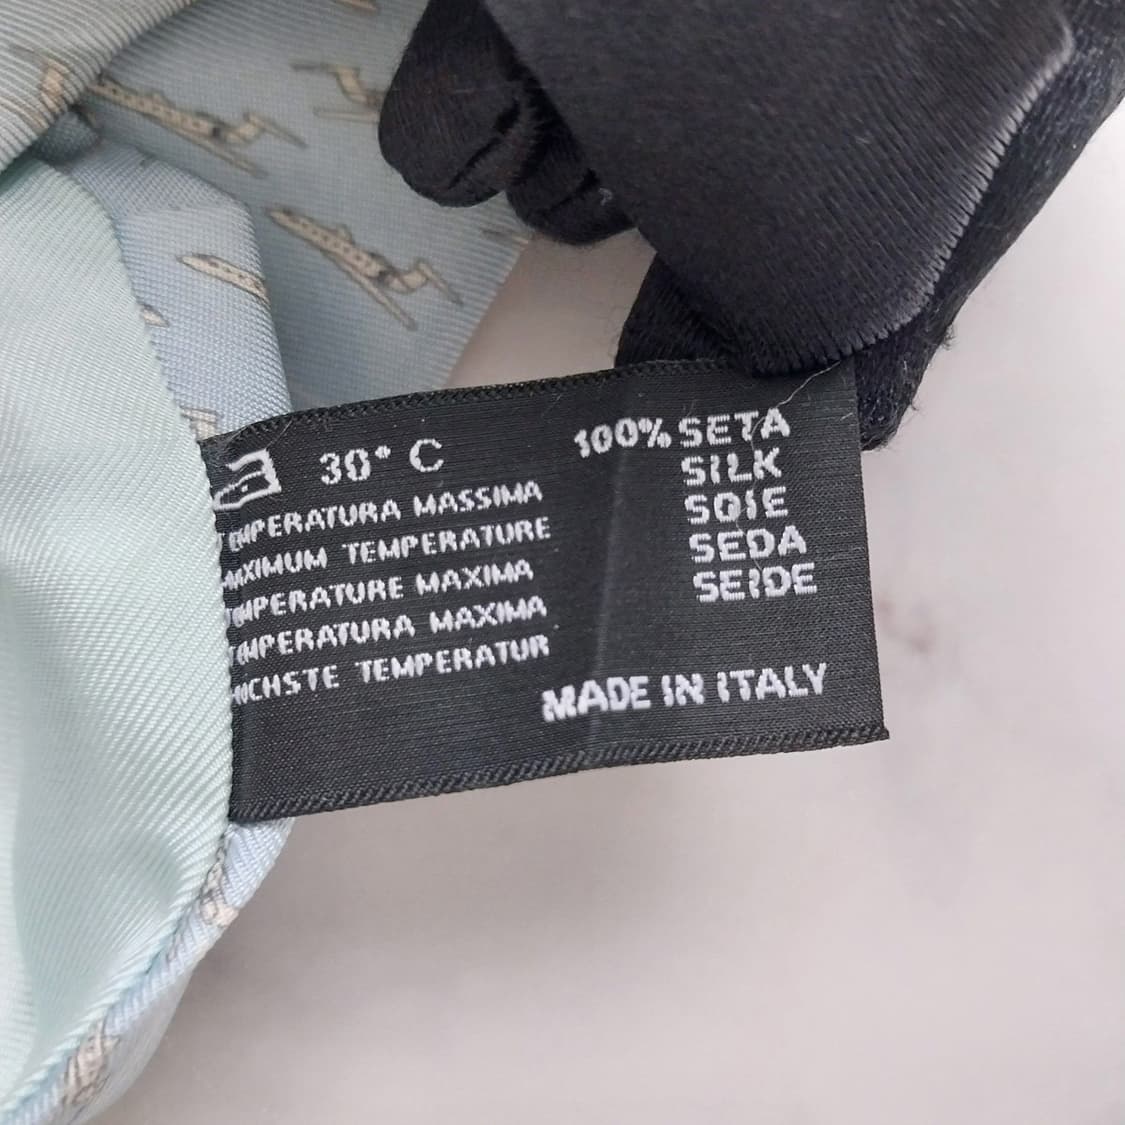 30° C
TEMPERATURA MASSIMA
MAXIMUM TEMPERATURE
TEMPERATURE MAXIMA
TEMPERATURA MAXIMA
HOCHSTE TEMPERATUR
100% SETA
SILK
SOIE
SEDA
SEIDE
MADE IN ITALY